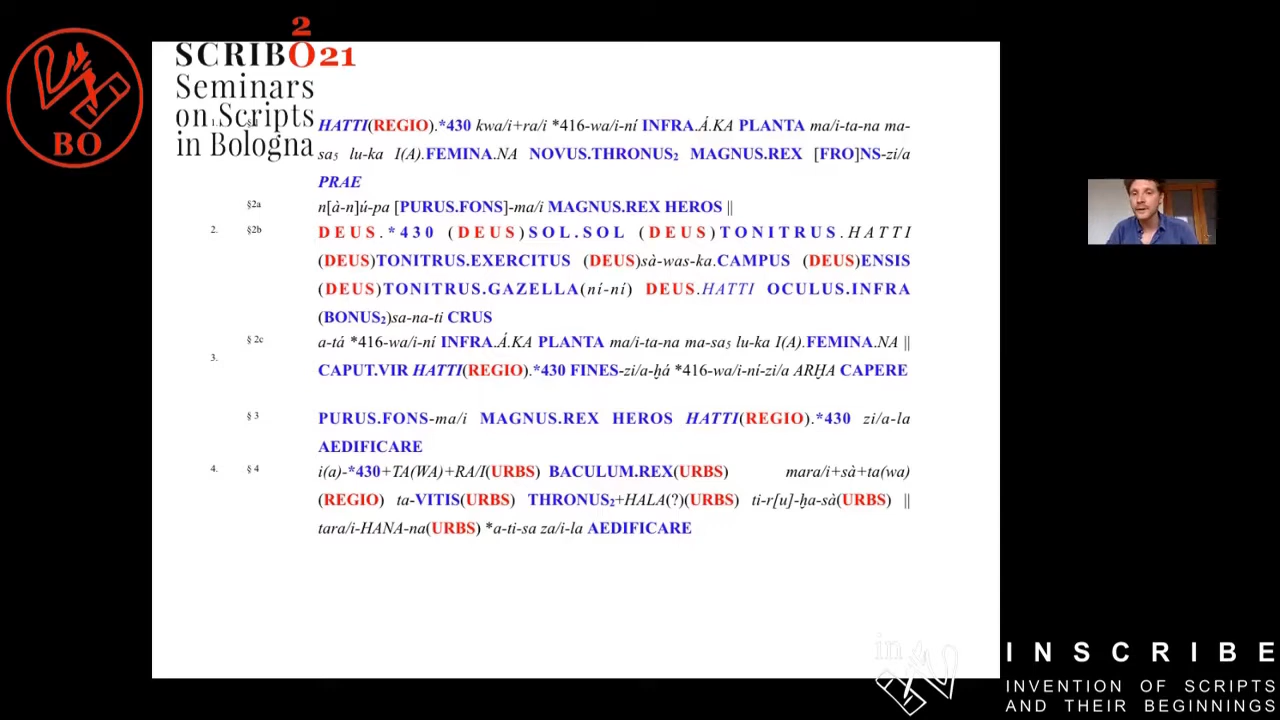 2
SCRIBO21
Seminars
on Scripts
in Bologna
BO
1. §1 HATTI(REGIO).*430 kwa/i+ra/i *416-wa/i-ní INFRA.Á.KA PLANTA ma/i-ta-na ma-
sa₅ lu-ka I(A).FEMINA.NA NOVUS.THRONUS₂ MAGNUS.REX [FRO]NS-zi/a
PRAE
§2a n[à-n]ú-pa [PURUS.FONS]-ma/i MAGNUS.REX HEROS ||
2. §2b DEUS.*430 (DEUS)SOL.SOL (DEUS)TONITRUS.HATTI
(DEUS)TONITRUS.EXERCITUS (DEUS)sà-was-ka.CAMPUS (DEUS)ENSIS
(DEUS)TONITRUS.GAZELLA(ní-ní) DEUS.HATTI OCULUS.INFRA
(BONUS₂)sa-na-ti CRUS
§ 2c a-tá *416-wa/i-ní INFRA.Á.KA PLANTA ma/i-ta-na ma-sa₅ lu-ka I(A).FEMINA.NA ||
3. CAPUT.VIR HATTI(REGIO).*430 FINES-zi/a-ḫá *416-wa/i-ní-zi/a ARḪA CAPERE
§ 3 PURUS.FONS-ma/i MAGNUS.REX HEROS HATTI(REGIO).*430 zi/a-la
AEDIFICARE
4. § 4 i(a)-*430+TA(WA)+RA/I(URBS) BACULUM.REX(URBS) mara/i+sà+ta(wa)
(REGIO) ta-VITIS(URBS) THRONUS₂+HALA(?)(URBS) ti-r[u]-ḫa-sà(URBS) ||
tara/i-HANA-na(URBS) *a-ti-sa za/i-la AEDIFICARE
in
INSCRIBE
INVENTION OF SCRIPTS
AND THEIR BEGINNINGS